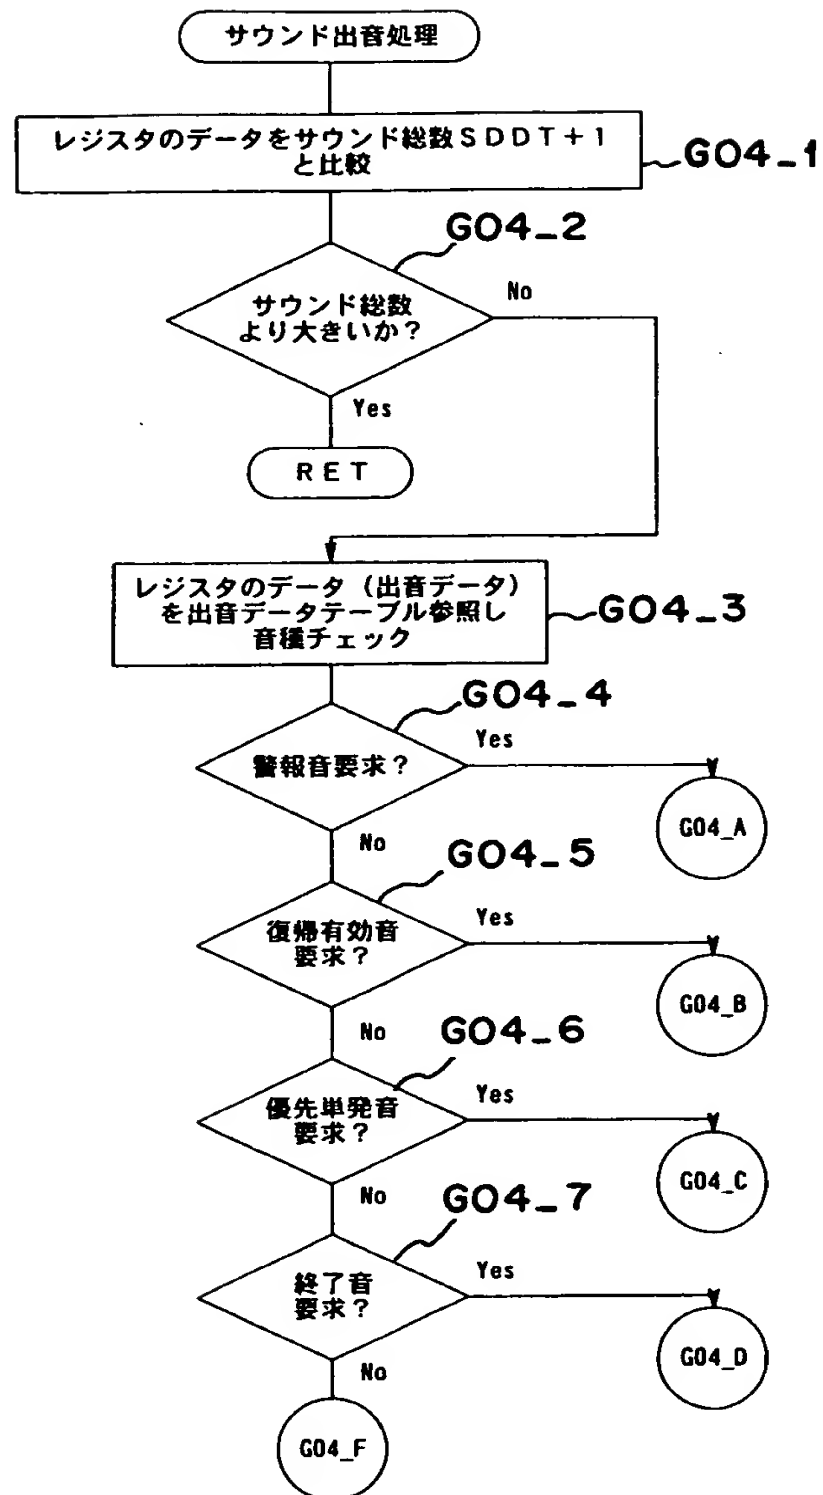 サウンド出音処理
レジスタのデータをサウンド総数SDDT+1
と比較
G04_1
G04_2
サウンド総数
より大きいか?
No
Yes
RET
レジスタのデータ(出音データ)
を出音データテーブル参照し
音種チェック
G04_3
G04_4
警報音要求?
Yes
G04_A
No
G04_5
復帰有効音
要求?
Yes
G04_B
No
G04_6
優先単発音
要求?
Yes
G04_C
No
G04_7
終了音
要求?
Yes
G04_D
No
G04_F